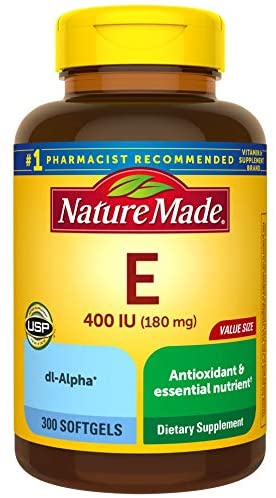 #1 PHARMACIST RECOMMENDED
VITAMIN &
SUPPLEMENT
BRAND
Nature Made®
E
400 IU (180 mg)
VALUE SIZE
USP
dl-Alpha*
Antioxidant &
essential nutrient†
300 SOFTGELS
Dietary Supplement